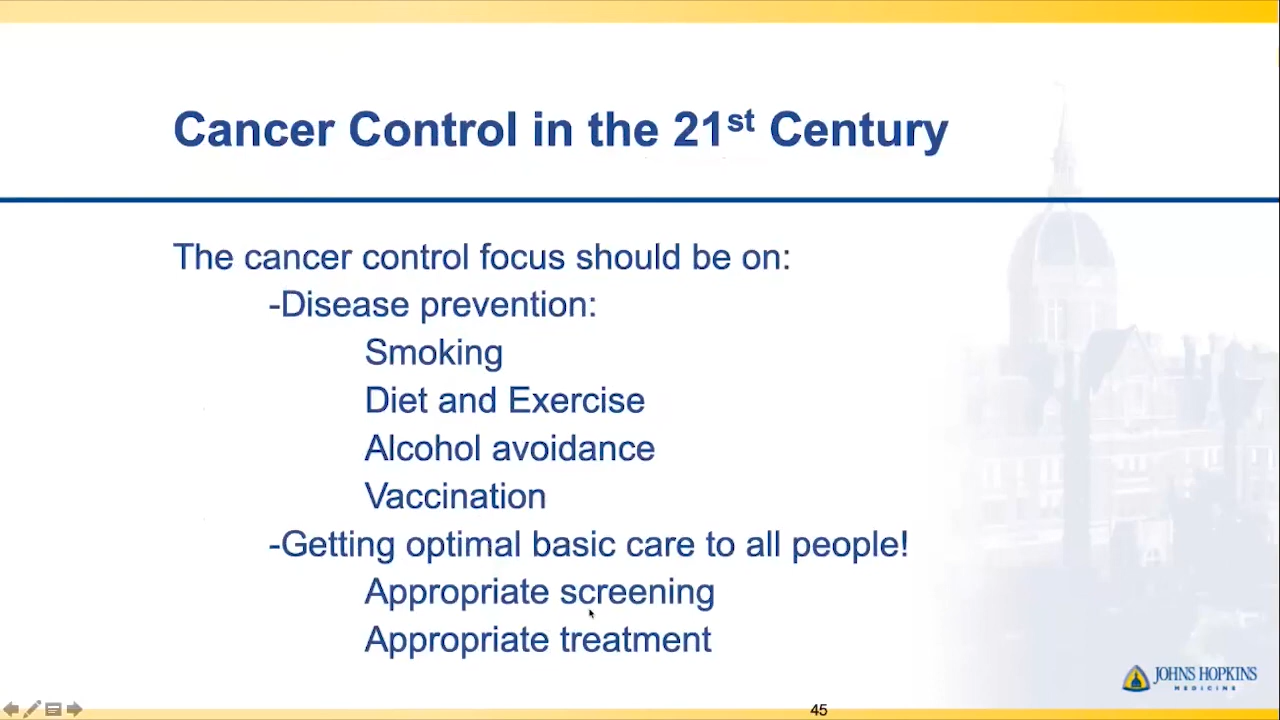 Cancer Control in the 21st Century
The cancer control focus should be on:
-Disease prevention:
Smoking
Diet and Exercise
Alcohol avoidance
Vaccination
-Getting optimal basic care to all people!
Appropriate screening
Appropriate treatment
JOHNS HOPKINS
MEDICINE
45